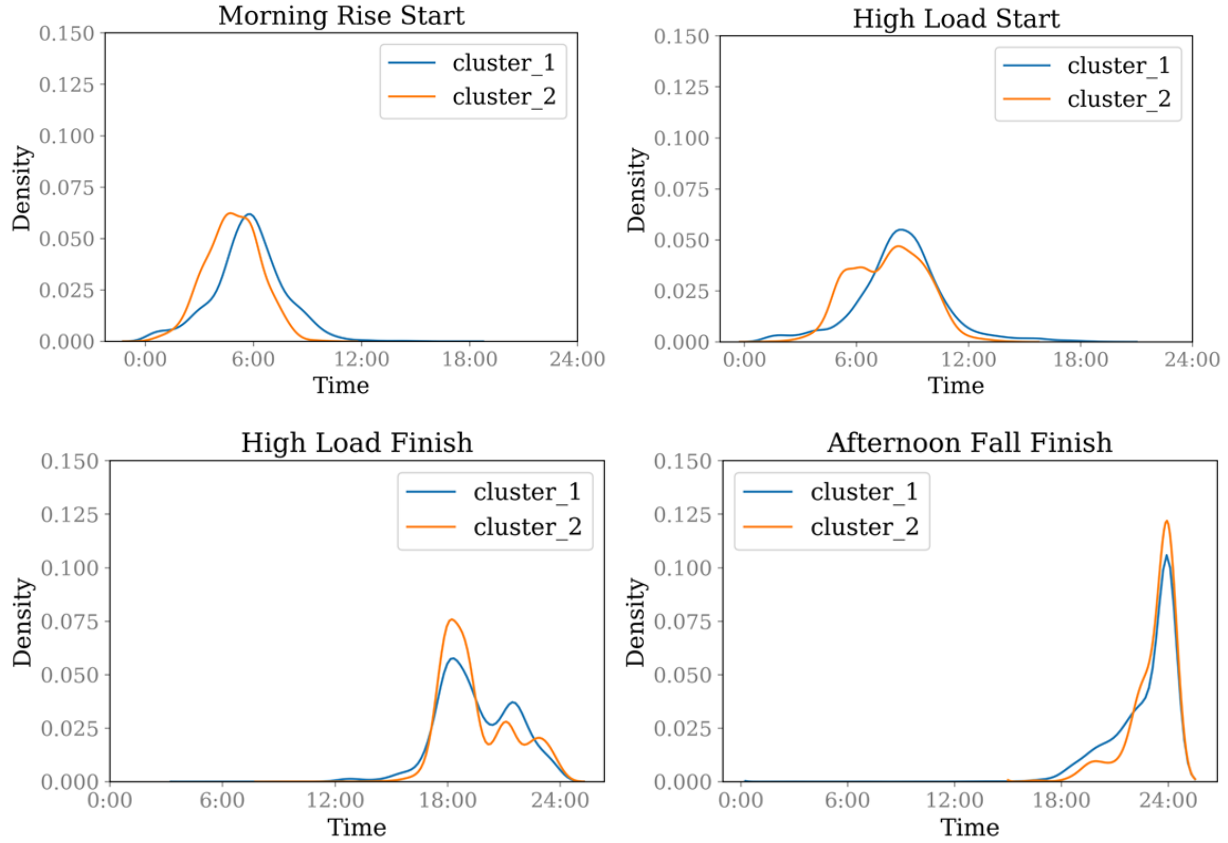 Morning Rise Start
0.150
0.125
0.100
0.075
0.050
0.025
0.000
Density
cluster_1
cluster_2
0:00 6:00 12:00 18:00 24:00
Time
High Load Start
0.150
0.125
0.100
0.075
0.050
0.025
0.000
Density
cluster_1
cluster_2
0:00 6:00 12:00 18:00 24:00
Time
High Load Finish
0.150
0.125
0.100
0.075
0.050
0.025
0.000
Density
cluster_1
cluster_2
0:00 6:00 12:00 18:00 24:00
Time
Afternoon Fall Finish
0.150
0.125
0.100
0.075
0.050
0.025
0.000
Density
cluster_1
cluster_2
0:00 6:00 12:00 18:00 24:00
Time